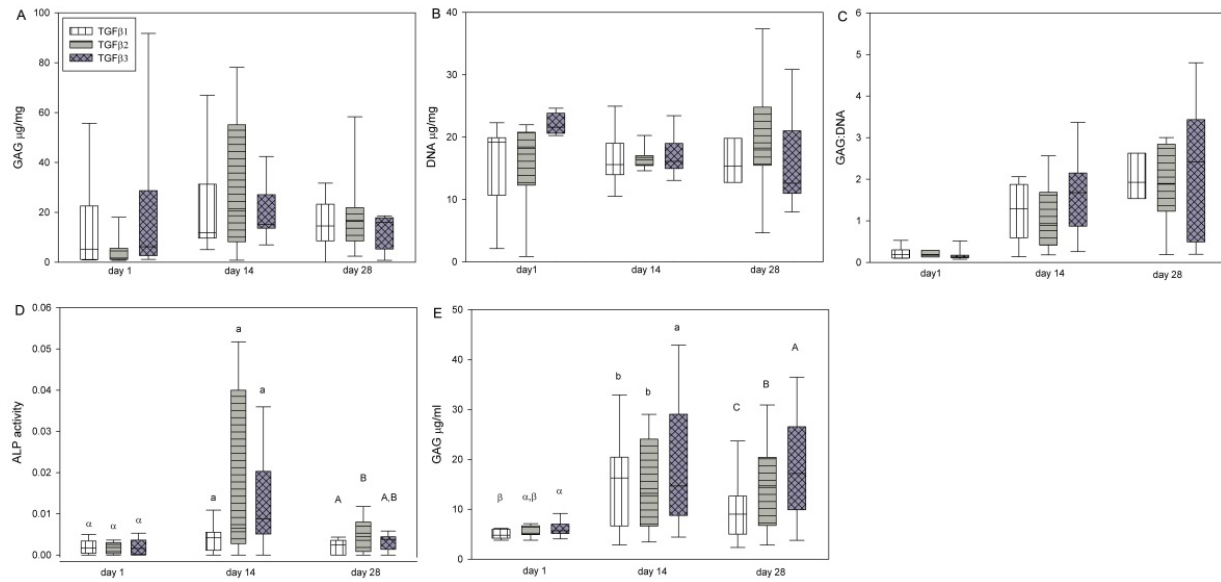 A
GAG µg/mg
100
80
60
40
20
0
TGFβ1
TGFβ2
TGFβ3
day 1
day 14
day 28
B
DNA µg/mg
40
30
20
10
0
day1
day 14
day 28
C
GAG:DNA
6
5
4
3
2
1
0
day1
day 14
day 28
D
ALP activity
0.06
0.05
0.04
0.03
0.02
0.01
0.00
α
α
α
a
a
a
A
B
A,B
day 1
day 14
day 28
E
GAG µg/ml
50
40
30
20
10
0
β
α,β
α
b
b
a
C
B
A
day 1
day 14
day 28